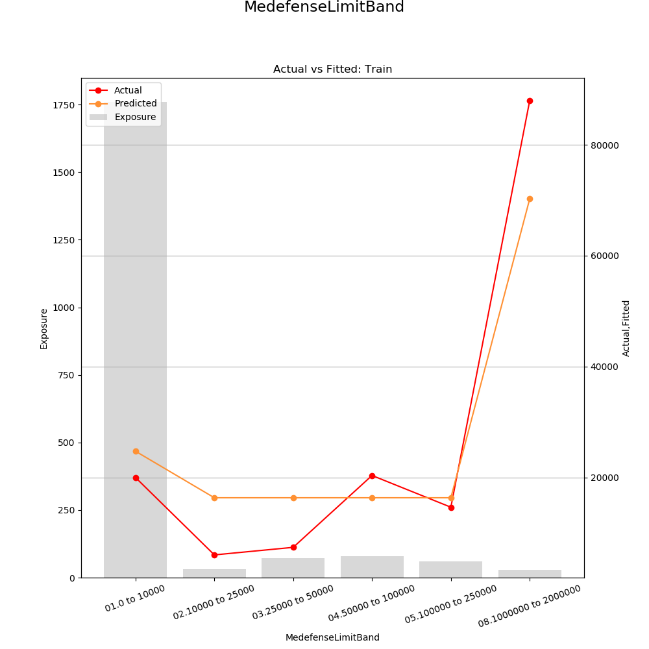 MedefenseLimitBand
Actual vs Fitted: Train
Actual
Predicted
Exposure
1750
1500
1250
1000
750
500
250
0
Exposure
80000
60000
40000
20000
Actual,Fitted
01.0 to 10000
02.10000 to 25000
03.25000 to 50000
04.50000 to 100000
05.100000 to 250000
08.1000000 to 2000000
MedefenseLimitBand